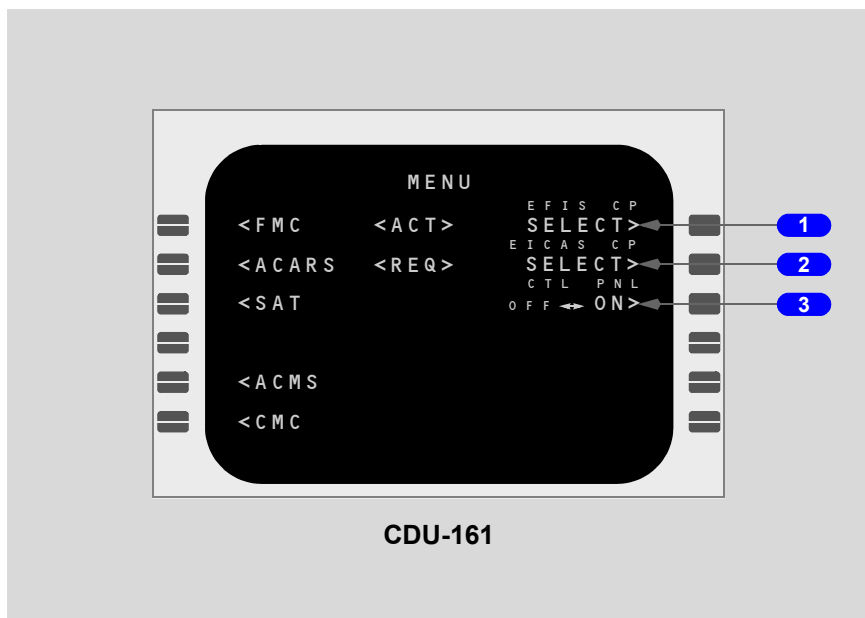 MENU
EFIS CP
<FMC <ACT> SELECT> 1
EICAS CP
<ACARS <REQ> SELECT> 2
CTL PNL
<SAT OFF ↔ ON> 3
<ACMS
<CMC
CDU-161